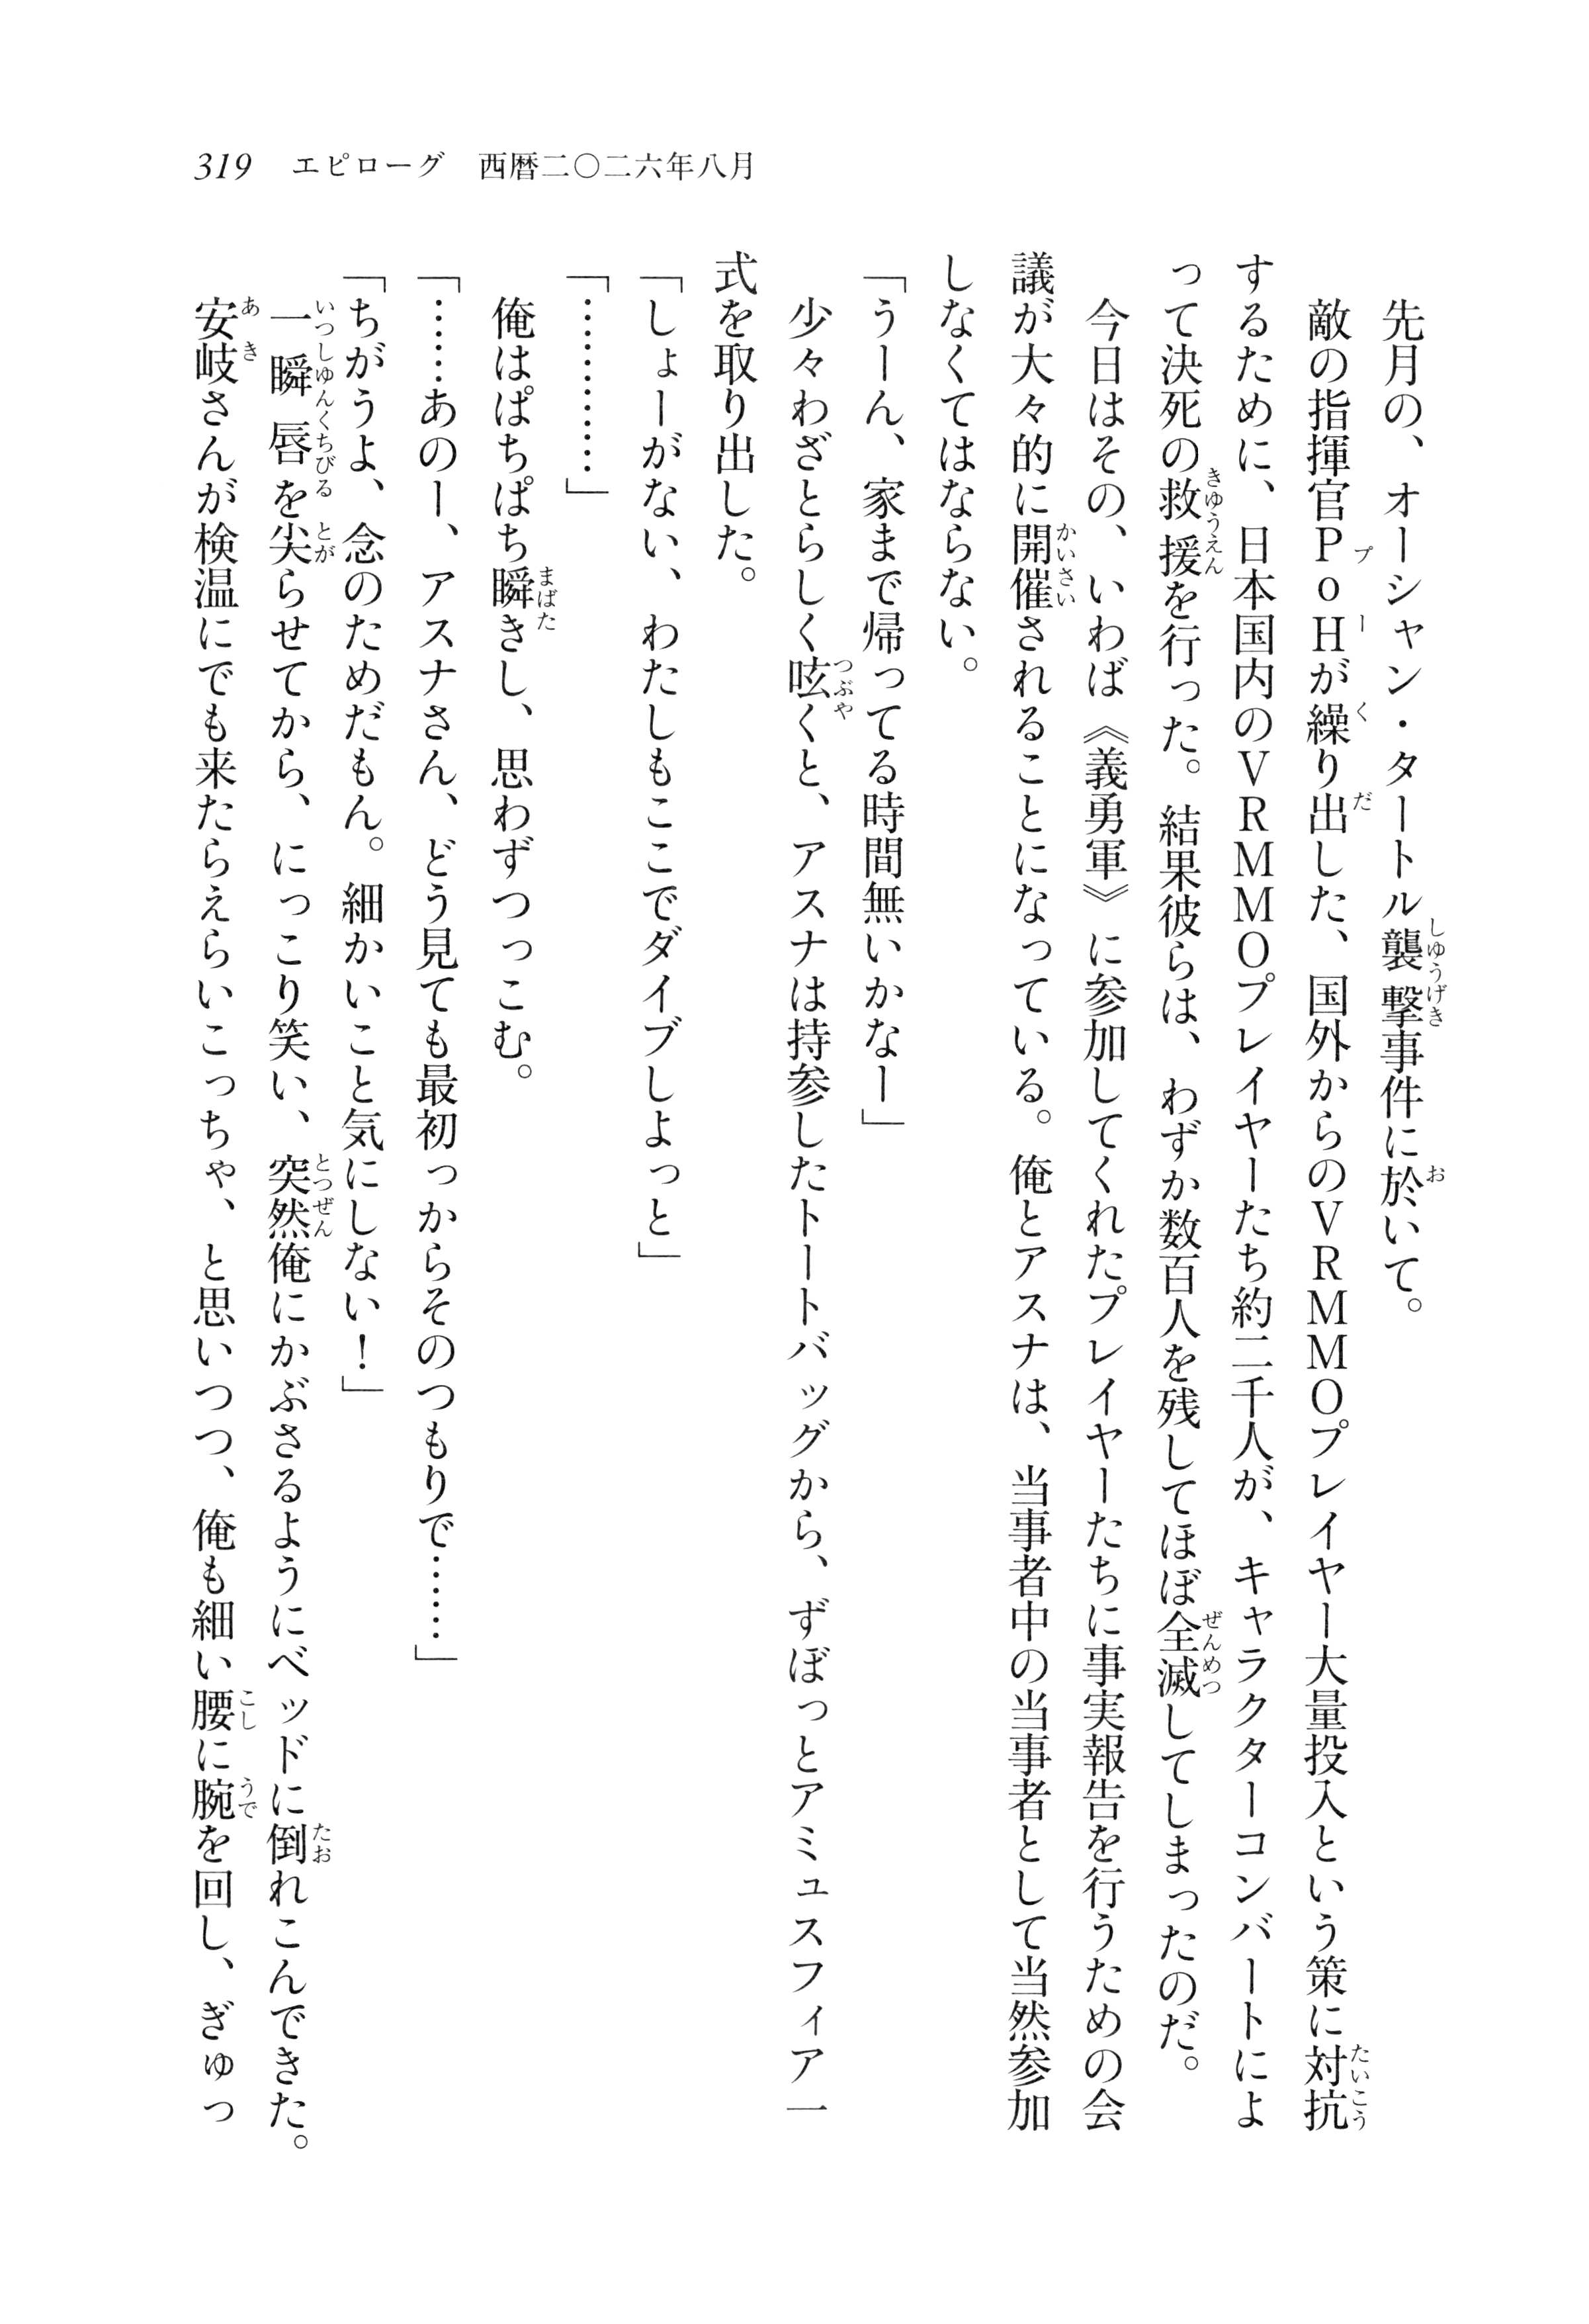 319　エピローグ　西暦二〇二六年八月
先月の、オーシャン・タートル襲撃事件に於いて。
敵の指揮官PoHが繰り出した、国外からのVRMMOプレイヤー大量投入という策に対抗
するために、日本国内のVRMMOプレイヤーたち約二千人が、キャラクターコンバートによ
って決死の救援を行った。結果彼らは、わずか数百人を残してほぼ全滅してしまったのだ。
今日はその、いわば《義勇軍》に参加してくれたプレイヤーたちに事実報告を行うための会
議が大々的に開催されることになっている。俺とアスナは、当事者中の当事者として当然参加
しなくてはならない。
「うーん、家まで帰ってる時間無いかなー」
少々わざとらしく呟くと、アスナは持参したトートバッグから、ずぼっとアミュスフィア一
式を取り出した。
「しょーがない、わたしもここでダイブしよっと」
「…………」
俺はぱちぱち瞬きし、思わずつっこむ。
「……あのー、アスナさん、どう見ても最初っからそのつもりで……」
「ちがうよ、念のためだもん。細かいこと気にしない！」
一瞬唇を尖らせてから、にっこり笑い、突然俺にかぶさるようにベッドに倒れこんできた。
安岐さんが検温にでも来たらえらいこっちゃ、と思いつつ、俺も細い腰に腕を回し、ぎゅっ